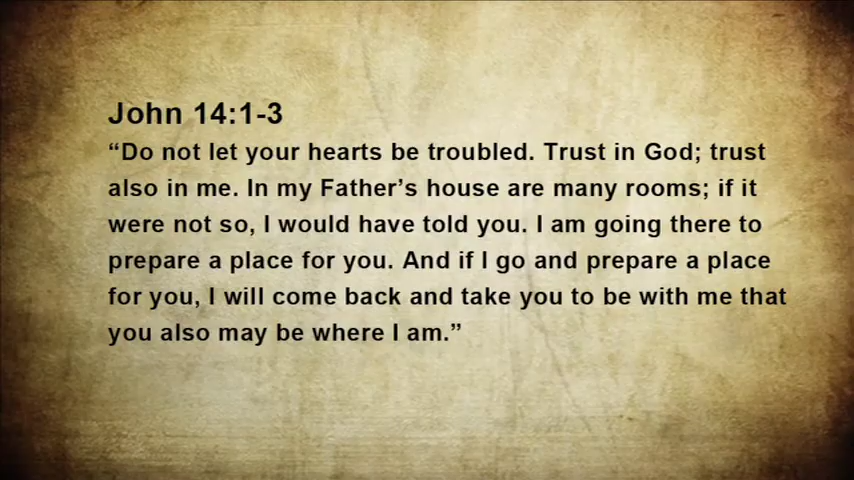 John 14:1-3
“Do not let your hearts be troubled. Trust in God; trust
also in me. In my Father’s house are many rooms; if it
were not so, I would have told you. I am going there to
prepare a place for you. And if I go and prepare a place
for you, I will come back and take you to be with me that
you also may be where I am.”